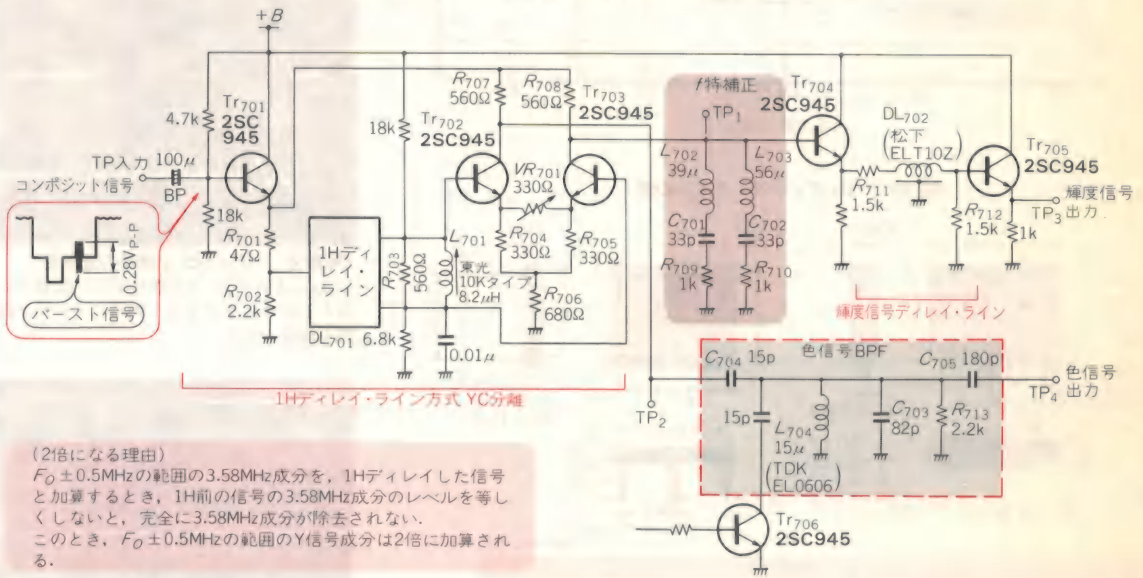 +B
Tr701
2SC
945
4.7k
TP入力
100μ
コンポジット信号
BP
18k
0.28VP-P
バースト信号
R701
47Ω
R702
2.2k
1Hディ
レイ・
ライン
DL701
18k
R703
560Ω
6.8k
L701
東光
10Kタイプ
8.2μH
0.01μ
Tr702
2SC945
R707
560Ω
R708
560Ω
Tr703
2SC945
VR701
330Ω
R704
330Ω
R705
330Ω
R706
680Ω
1Hディレイ・ライン方式 YC分離
f特補正
TP1
L702
39μ
L703
56μ
C701
33p
C702
33p
R709
1k
R710
1k
Tr704
2SC945
DL702
(松下
ELT10Z)
Tr705
2SC945
R711
1.5k
R712
1.5k
1k
TP3
輝度信号
出力
輝度信号ディレイ・ライン
TP2
色信号BPF
C704
15p
15p
L704
15μ
(TDK
EL0606)
C703
82p
C705
180p
R713
2.2k
TP4
色信号
出力
Tr706
2SC945
(2倍になる理由)
FO±0.5MHzの範囲の3.58MHz成分を,1Hディレイした信号
と加算するとき,1H前の信号の3.58MHz成分のレベルを等し
くしないと,完全に3.58MHz成分が除去されない.
このとき,FO±0.5MHzの範囲のY信号成分は2倍に加算され
る.